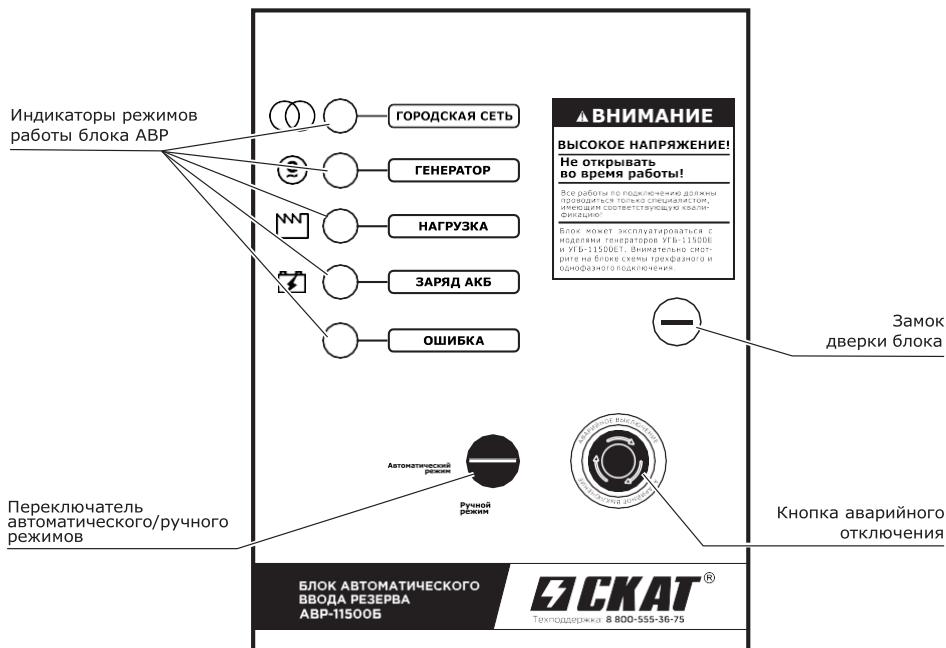 Индикаторы режимов
работы блока АВР
ГОРОДСКАЯ СЕТЬ
ГЕНЕРАТОР
НАГРУЗКА
ЗАРЯД АКБ
ОШИБКА
ВНИМАНИЕ
ВЫСОКОЕ НАПРЯЖЕНИЕ!
Не открывать
во время работы!
Все работы по подключению должны
проводиться только специалистом,
имеющим соответствующую квали-
фикацию!
Блок может эксплуатироваться с
моделями генераторов УГБ-11500Е
и УГБ-11500ЕТ. Внимательно смот-
рите на блоке схемы трехфазного и
однофазного подключения.
Замок
дверки блока
Автоматический
режим
Ручной
режим
АВАРИЙНОЕ ВЫКЛЮЧЕНИЕ
АВАРИЙНОЕ ВЫКЛЮЧЕНИЕ
Переключатель
автоматического/ручного
режимов
Кнопка аварийного
отключения
БЛОК АВТОМАТИЧЕСКОГО
ВВОДА РЕЗЕРВА
АВР-11500Б
СКАТ®
Техподдержка: 8 800-555-36-75